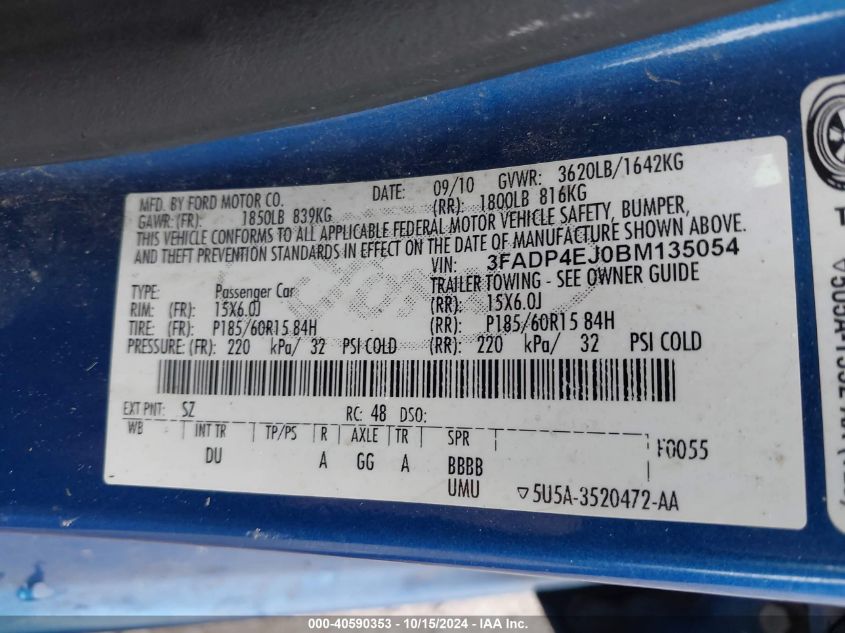 MFD. BY FORD MOTOR CO. DATE: 09/10 GVWR: 3620LB/1642KG
GAWR: (FR): 1850LB 839KG (RR): 1800LB 816KG
THIS VEHICLE CONFORMS TO ALL APPLICABLE FEDERAL MOTOR VEHICLE SAFETY, BUMPER,
AND THEFT PREVENTION STANDARDS IN EFFECT ON THE DATE OF MANUFACTURE SHOWN ABOVE.
VIN: 3FADP4EJ0BM135054
TYPE: Passenger Car TRAILER TOWING - SEE OWNER GUIDE
RIM: (FR): 15X6.0J (RR): 15X6.0J
TIRE: (FR): P185/60R15 84H (RR): P185/60R15 84H
PRESSURE: (FR): 220 kPa/ 32 PSI COLD (RR): 220 kPa/ 32 PSI COLD
EXT PNT: SZ RC: 48 DSO:
WB INT TR TP/PS R AXLE TR SPR F0055
DU A GG A BBBB
UMU ▽5U5A-3520472-AA
000-40590353 - 10/15/2024 - IAAI.com.